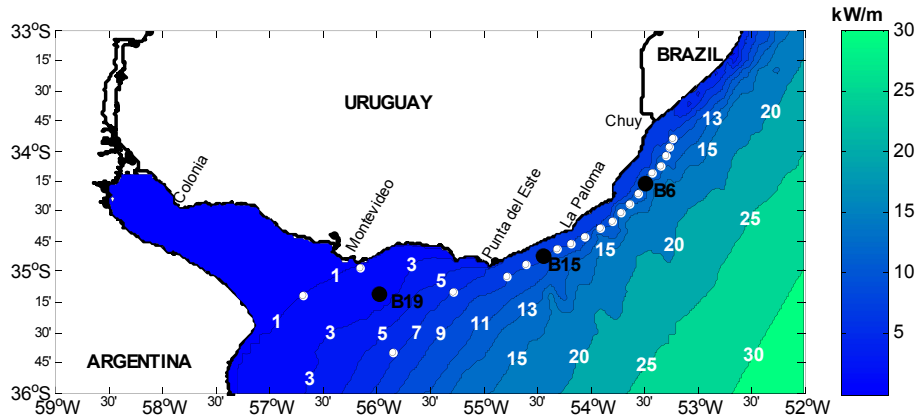 kW/m
33°S
15'
30'
45'
34°S
15'
30'
45'
35°S
15'
30'
45'
36°S
59°W
30'
58°W
30'
57°W
30'
56°W
30'
55°W
30'
54°W
30'
53°W
30'
52°W
BRAZIL
URUGUAY
ARGENTINA
Chuy
Colonia
Montevideo
Punta del Este
La Paloma
B6
B15
B19
13
20
15
25
20
15
3
1
5
1
3
5
7
9
11
13
15
20
25
30
3
30
25
20
15
10
5